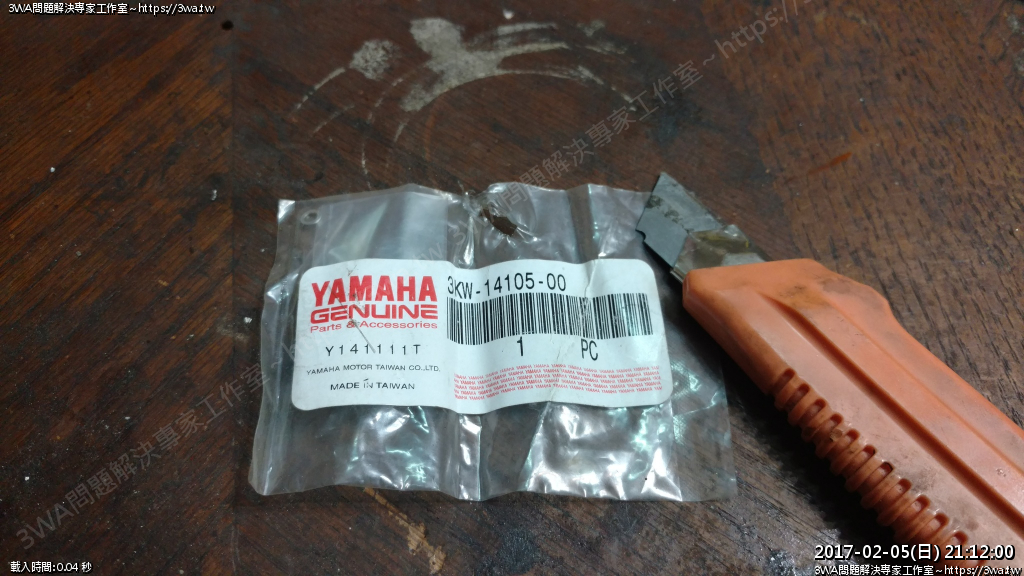 3WA問題解決專家工作室~https://3wa.tw
YAMAHA
GENUINE
Parts & Accessories
Y141111T
YAMAHA MOTOR TAIWAN CO.,LTD.
MADE IN TAIWAN
3KW-14105-00
1 PC
3WA問題解決專家工作室~https://
載入時間:0.04 秒
2017-02-05(日) 21:12:00
3WA問題解決專家工作室~https://3wa.tw